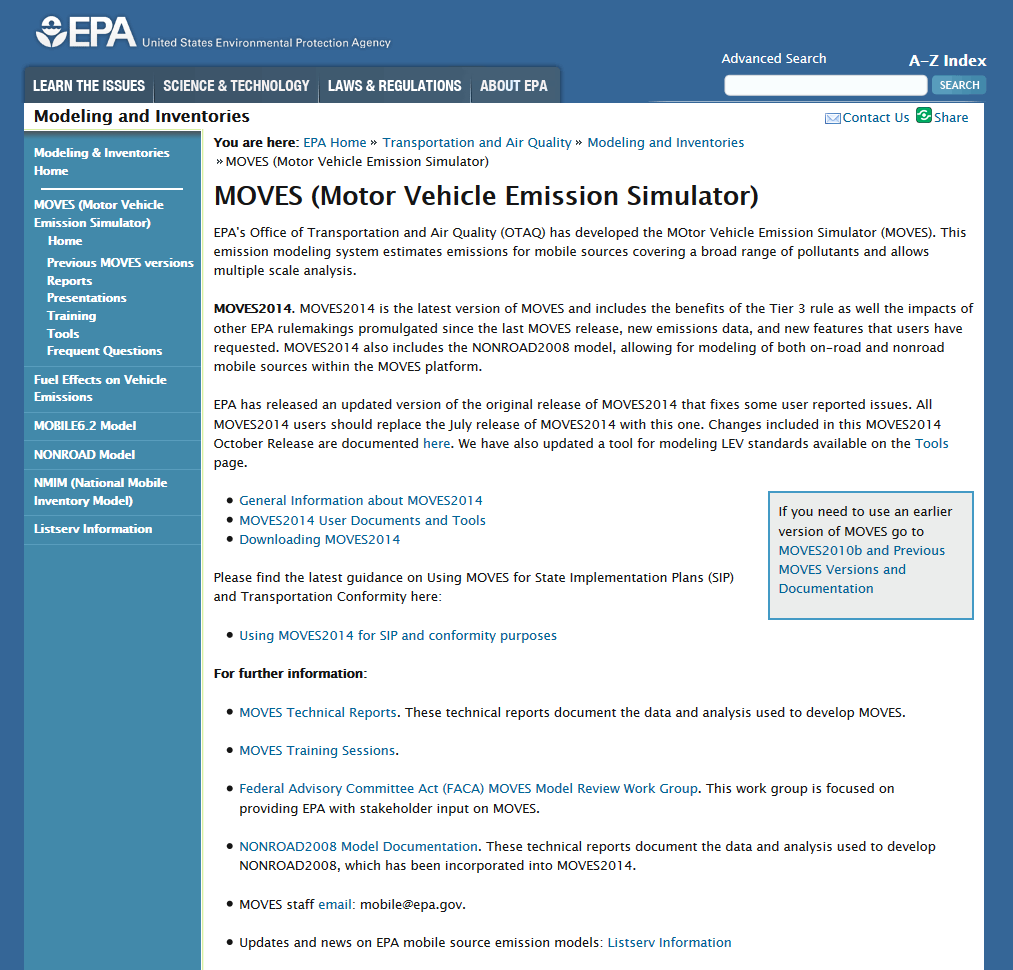 EPA United States Environmental Protection Agency
Advanced Search
A–Z Index
LEARN THE ISSUES
SCIENCE & TECHNOLOGY
LAWS & REGULATIONS
ABOUT EPA
SEARCH
Modeling and Inventories
Contact Us
Share
Modeling & Inventories
Home
MOVES (Motor Vehicle
Emission Simulator)
Home
Previous MOVES versions
Reports
Presentations
Training
Tools
Frequent Questions
Fuel Effects on Vehicle
Emissions
MOBILE6.2 Model
NONROAD Model
NMIM (National Mobile
Inventory Model)
Listserv Information
You are here: EPA Home » Transportation and Air Quality » Modeling and Inventories
» MOVES (Motor Vehicle Emission Simulator)
MOVES (Motor Vehicle Emission Simulator)
EPA's Office of Transportation and Air Quality (OTAQ) has developed the MOtor Vehicle Emission Simulator (MOVES). This
emission modeling system estimates emissions for mobile sources covering a broad range of pollutants and allows
multiple scale analysis.
MOVES2014. MOVES2014 is the latest version of MOVES and includes the benefits of the Tier 3 rule as well the impacts of
other EPA rulemakings promulgated since the last MOVES release, new emissions data, and new features that users have
requested. MOVES2014 also includes the NONROAD2008 model, allowing for modeling of both on-road and nonroad
mobile sources within the MOVES platform.
EPA has released an updated version of the original release of MOVES2014 that fixes some user reported issues. All
MOVES2014 users should replace the July release of MOVES2014 with this one. Changes included in this MOVES2014
October Release are documented here. We have also updated a tool for modeling LEV standards available on the Tools
page.
• General Information about MOVES2014
• MOVES2014 User Documents and Tools
• Downloading MOVES2014
If you need to use an earlier
version of MOVES go to
MOVES2010b and Previous
MOVES Versions and
Documentation
Please find the latest guidance on Using MOVES for State Implementation Plans (SIP)
and Transportation Conformity here:
• Using MOVES2014 for SIP and conformity purposes
For further information:
• MOVES Technical Reports. These technical reports document the data and analysis used to develop MOVES.
• MOVES Training Sessions.
• Federal Advisory Committee Act (FACA) MOVES Model Review Work Group. This work group is focused on
providing EPA with stakeholder input on MOVES.
• NONROAD2008 Model Documentation. These technical reports document the data and analysis used to develop
NONROAD2008, which has been incorporated into MOVES2014.
• MOVES staff email: mobile@epa.gov.
• Updates and news on EPA mobile source emission models: Listserv Information